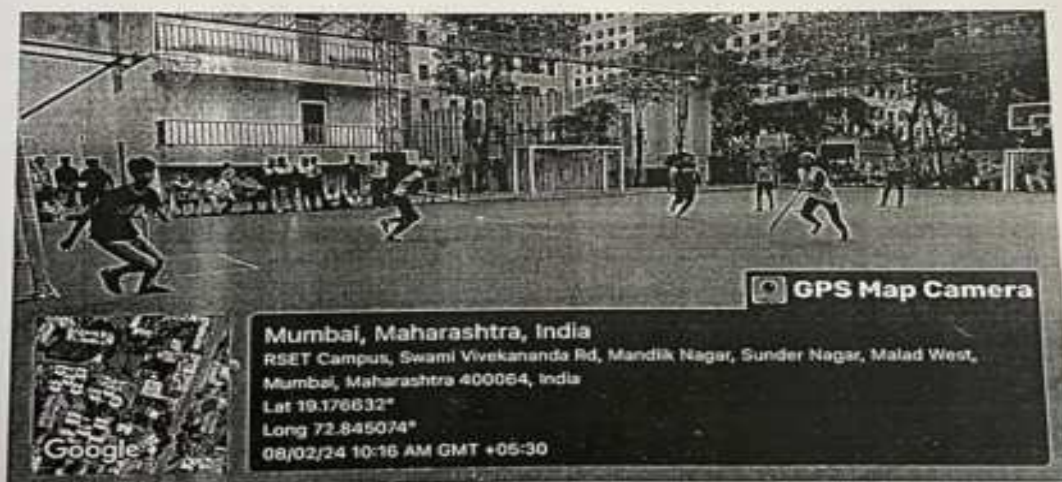 GPS Map Camera
Mumbai, Maharashtra, India
RSET Campus, Swami Vivekananda Rd, Mandlik Nagar, Sunder Nagar, Malad West,
Mumbai, Maharashtra 400064, India
Lat 19.176632°
Long 72.845074°
08/02/24 10:16 AM GMT +05:30
Google